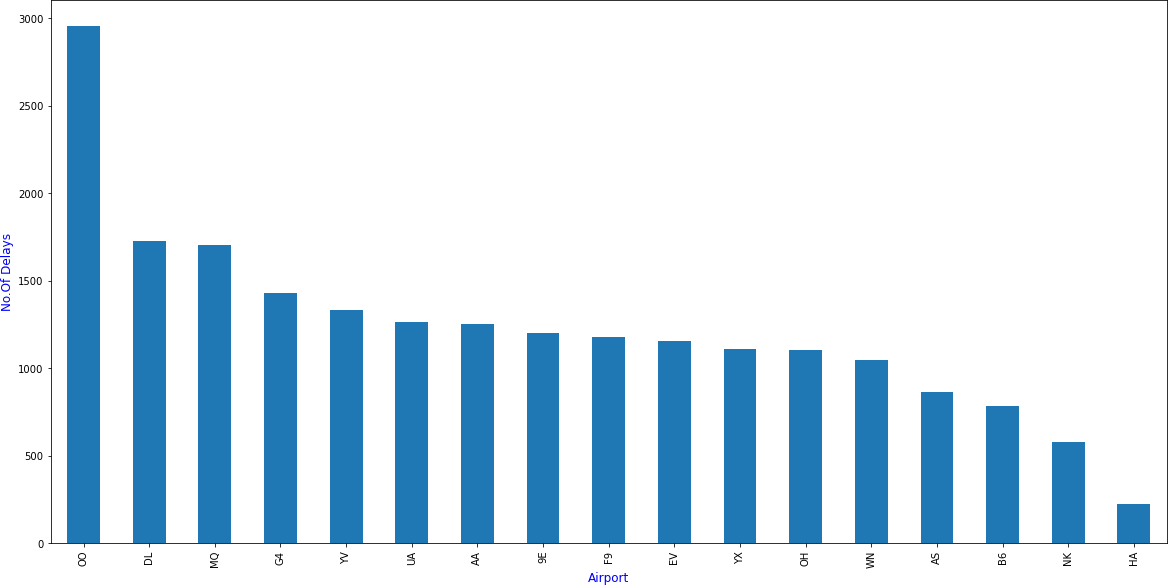 3000
2500
2000
1500
1000
500
0
No.Of Delays
OO
DL
MQ
G4
YV
UA
AA
9E
F9
EV
YX
OH
WN
AS
B6
NK
HA
Airport